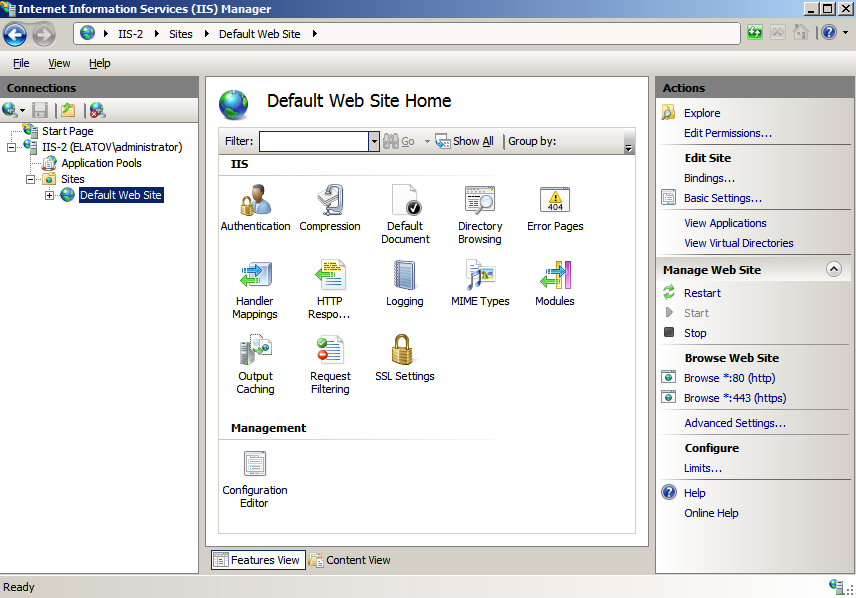 Internet Information Services (IIS) Manager
IIS-2 Sites Default Web Site
File View Help
Connections
Start Page
IIS-2 (ELATOV\administrator)
Application Pools
Sites
Default Web Site
Default Web Site Home
Filter: Go Show All Group by:
IIS
Authentication Compression Default Document Directory Browsing Error Pages
404
Handler Mappings HTTP Respo... Logging MIME Types Modules
Output Caching Request Filtering SSL Settings
Management
Configuration Editor
Features View Content View
Actions
Explore
Edit Permissions...
Edit Site
Bindings...
Basic Settings...
View Applications
View Virtual Directories
Manage Web Site
Restart
Start
Stop
Browse Web Site
Browse *:80 (http)
Browse *:443 (https)
Advanced Settings...
Configure
Limits...
Help
Online Help
Ready